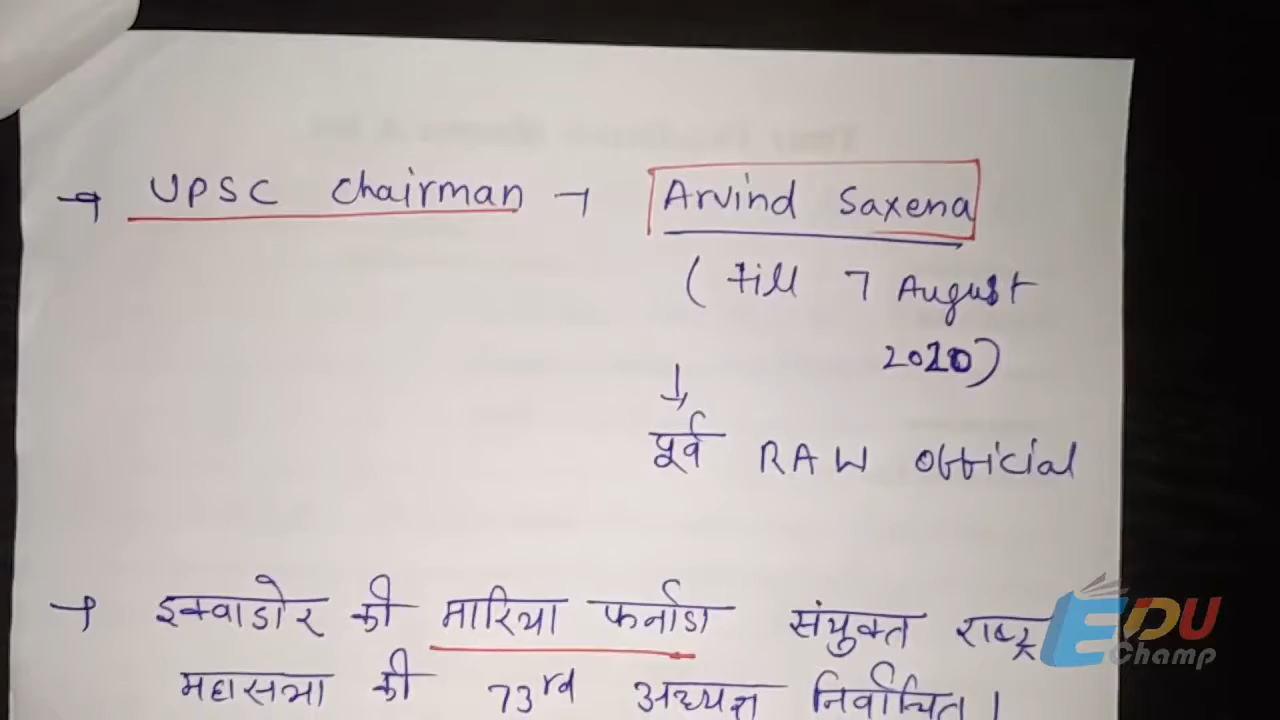 → UPSC Chairman → Arvind Saxena
( till 7 August
2020)
↓
पूर्व RAW Official
→ इक्वाडोर की मारिया फर्नाडा संयुक्त राष्ट्र
महासभा की 73rd अध्यक्ष निर्वाचित।
EDU
Champ